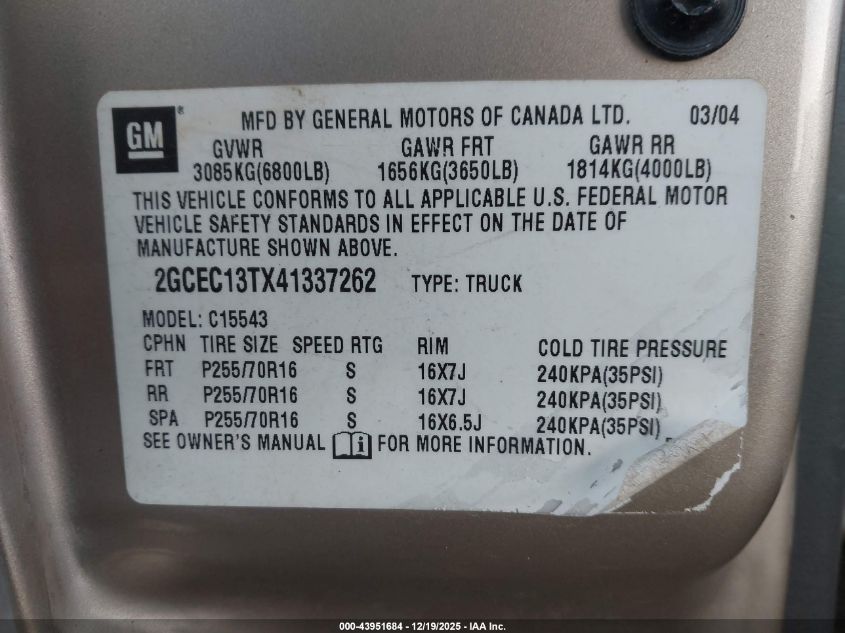 GM® MFD BY GENERAL MOTORS OF CANADA LTD. 03/04
GVWR GAWR FRT GAWR RR
3085KG(6800LB) 1656KG(3650LB) 1814KG(4000LB)
THIS VEHICLE CONFORMS TO ALL APPLICABLE U.S. FEDERAL MOTOR
VEHICLE SAFETY STANDARDS IN EFFECT ON THE DATE OF
MANUFACTURE SHOWN ABOVE.
2GCEC13TX41337262 TYPE: TRUCK
MODEL: C15543
CPHN TIRE SIZE SPEED RTG RIM COLD TIRE PRESSURE
FRT P255/70R16 S 16X7J 240KPA(35PSI)
RR P255/70R16 S 16X7J 240KPA(35PSI)
SPA P255/70R16 S 16X6.5J 240KPA(35PSI)
SEE OWNER'S MANUAL i FOR MORE INFORMATION.
000-43951684 - 12/19/2025 - IAA Inc.